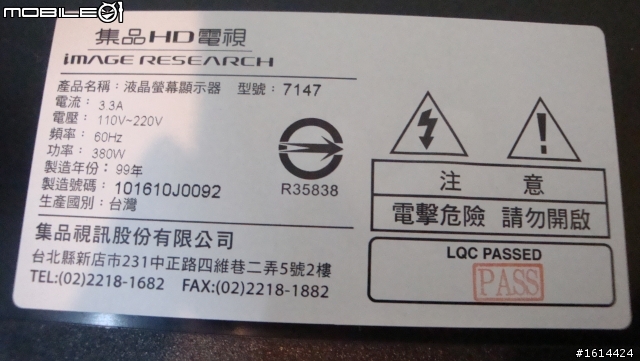 MOBILE01
集品HD電視
imAGE RESEARCH
產品名稱：液晶螢幕顯示器 型號：7147
電流： 3.3A
電壓： 110V~220V
頻率： 60Hz
功率： 380W
製造年份： 99年
製造號碼： 101610J0092
生產國別： 台灣
R35838
注 意
電擊危險 請勿開啟
LQC PASSED
PASS
集品視訊股份有限公司
台北縣新店市231中正路四維巷二弄5號2樓
TEL:(02)2218-1682 FAX:(02)2218-1882
#1614424